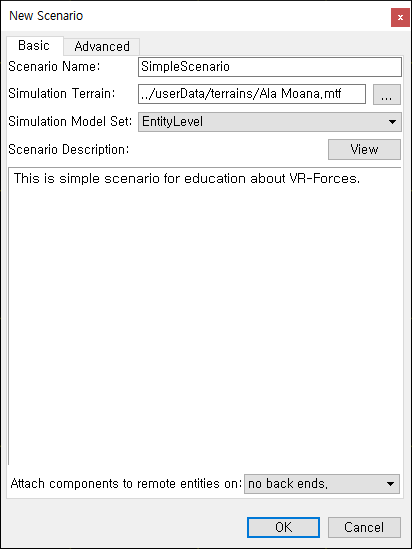 New Scenario
x
Basic Advanced
Scenario Name: SimpleScenario
Simulation Terrain: ../userData/terrains/Ala Moana.mtf ...
Simulation Model Set: EntityLevel
Scenario Description: View
This is simple scenario for education about VR-Forces.
Attach components to remote entities on: no back ends.
OK Cancel